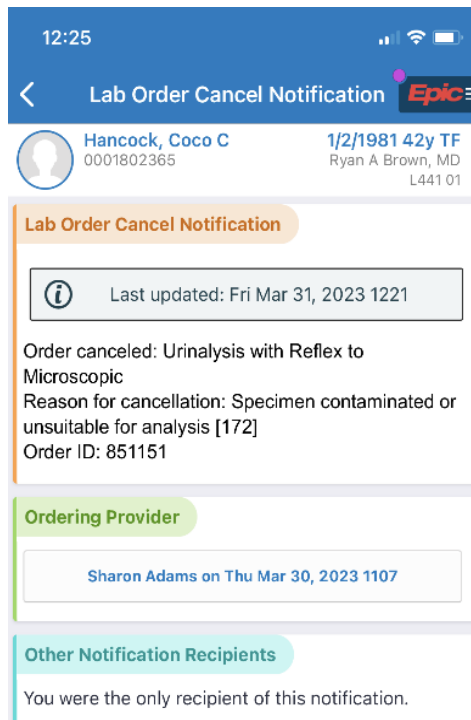 12:25
Lab Order Cancel Notification
Epic
Hancock, Coco C
1/2/1981 42y TF
0001802365
Ryan A Brown, MD
L441 01
Lab Order Cancel Notification
Last updated: Fri Mar 31, 2023 1221
Order canceled: Urinalysis with Reflex to
Microscopic
Reason for cancellation: Specimen contaminated or
unsuitable for analysis [172]
Order ID: 851151
Ordering Provider
Sharon Adams on Thu Mar 30, 2023 1107
Other Notification Recipients
You were the only recipient of this notification.